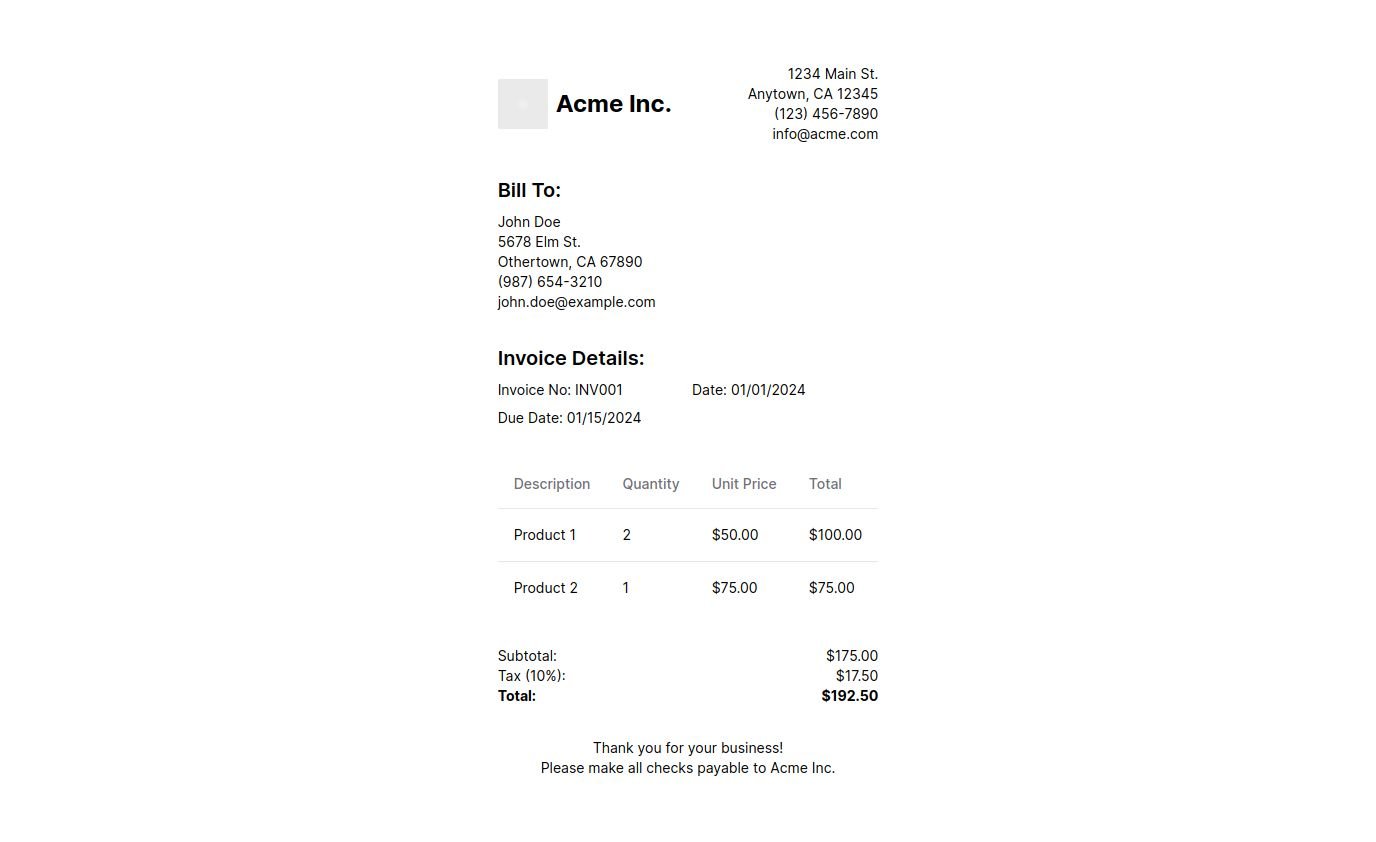 Acme Inc.
1234 Main St.
Anytown, CA 12345
(123) 456-7890
info@acme.com
Bill To:
John Doe
5678 Elm St.
Othertown, CA 67890
(987) 654-3210
john.doe@example.com
Invoice Details:
Invoice No: INV001 Date: 01/01/2024
Due Date: 01/15/2024
Description Quantity Unit Price Total
Product 1 2 $50.00 $100.00
Product 2 1 $75.00 $75.00
Subtotal: $175.00
Tax (10%): $17.50
Total: $192.50
Thank you for your business!
Please make all checks payable to Acme Inc.